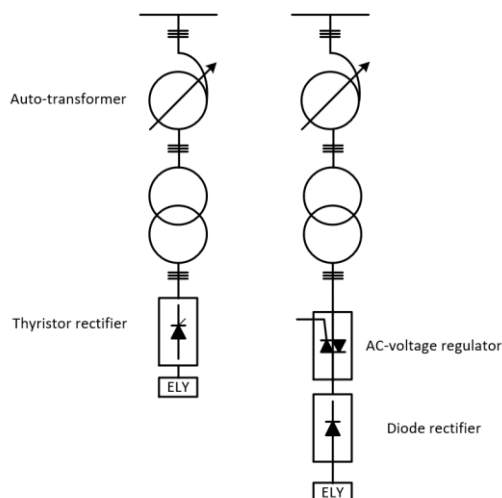 Auto-transformer
Thyristor rectifier
AC-voltage regulator
ELY
Diode rectifier
ELY